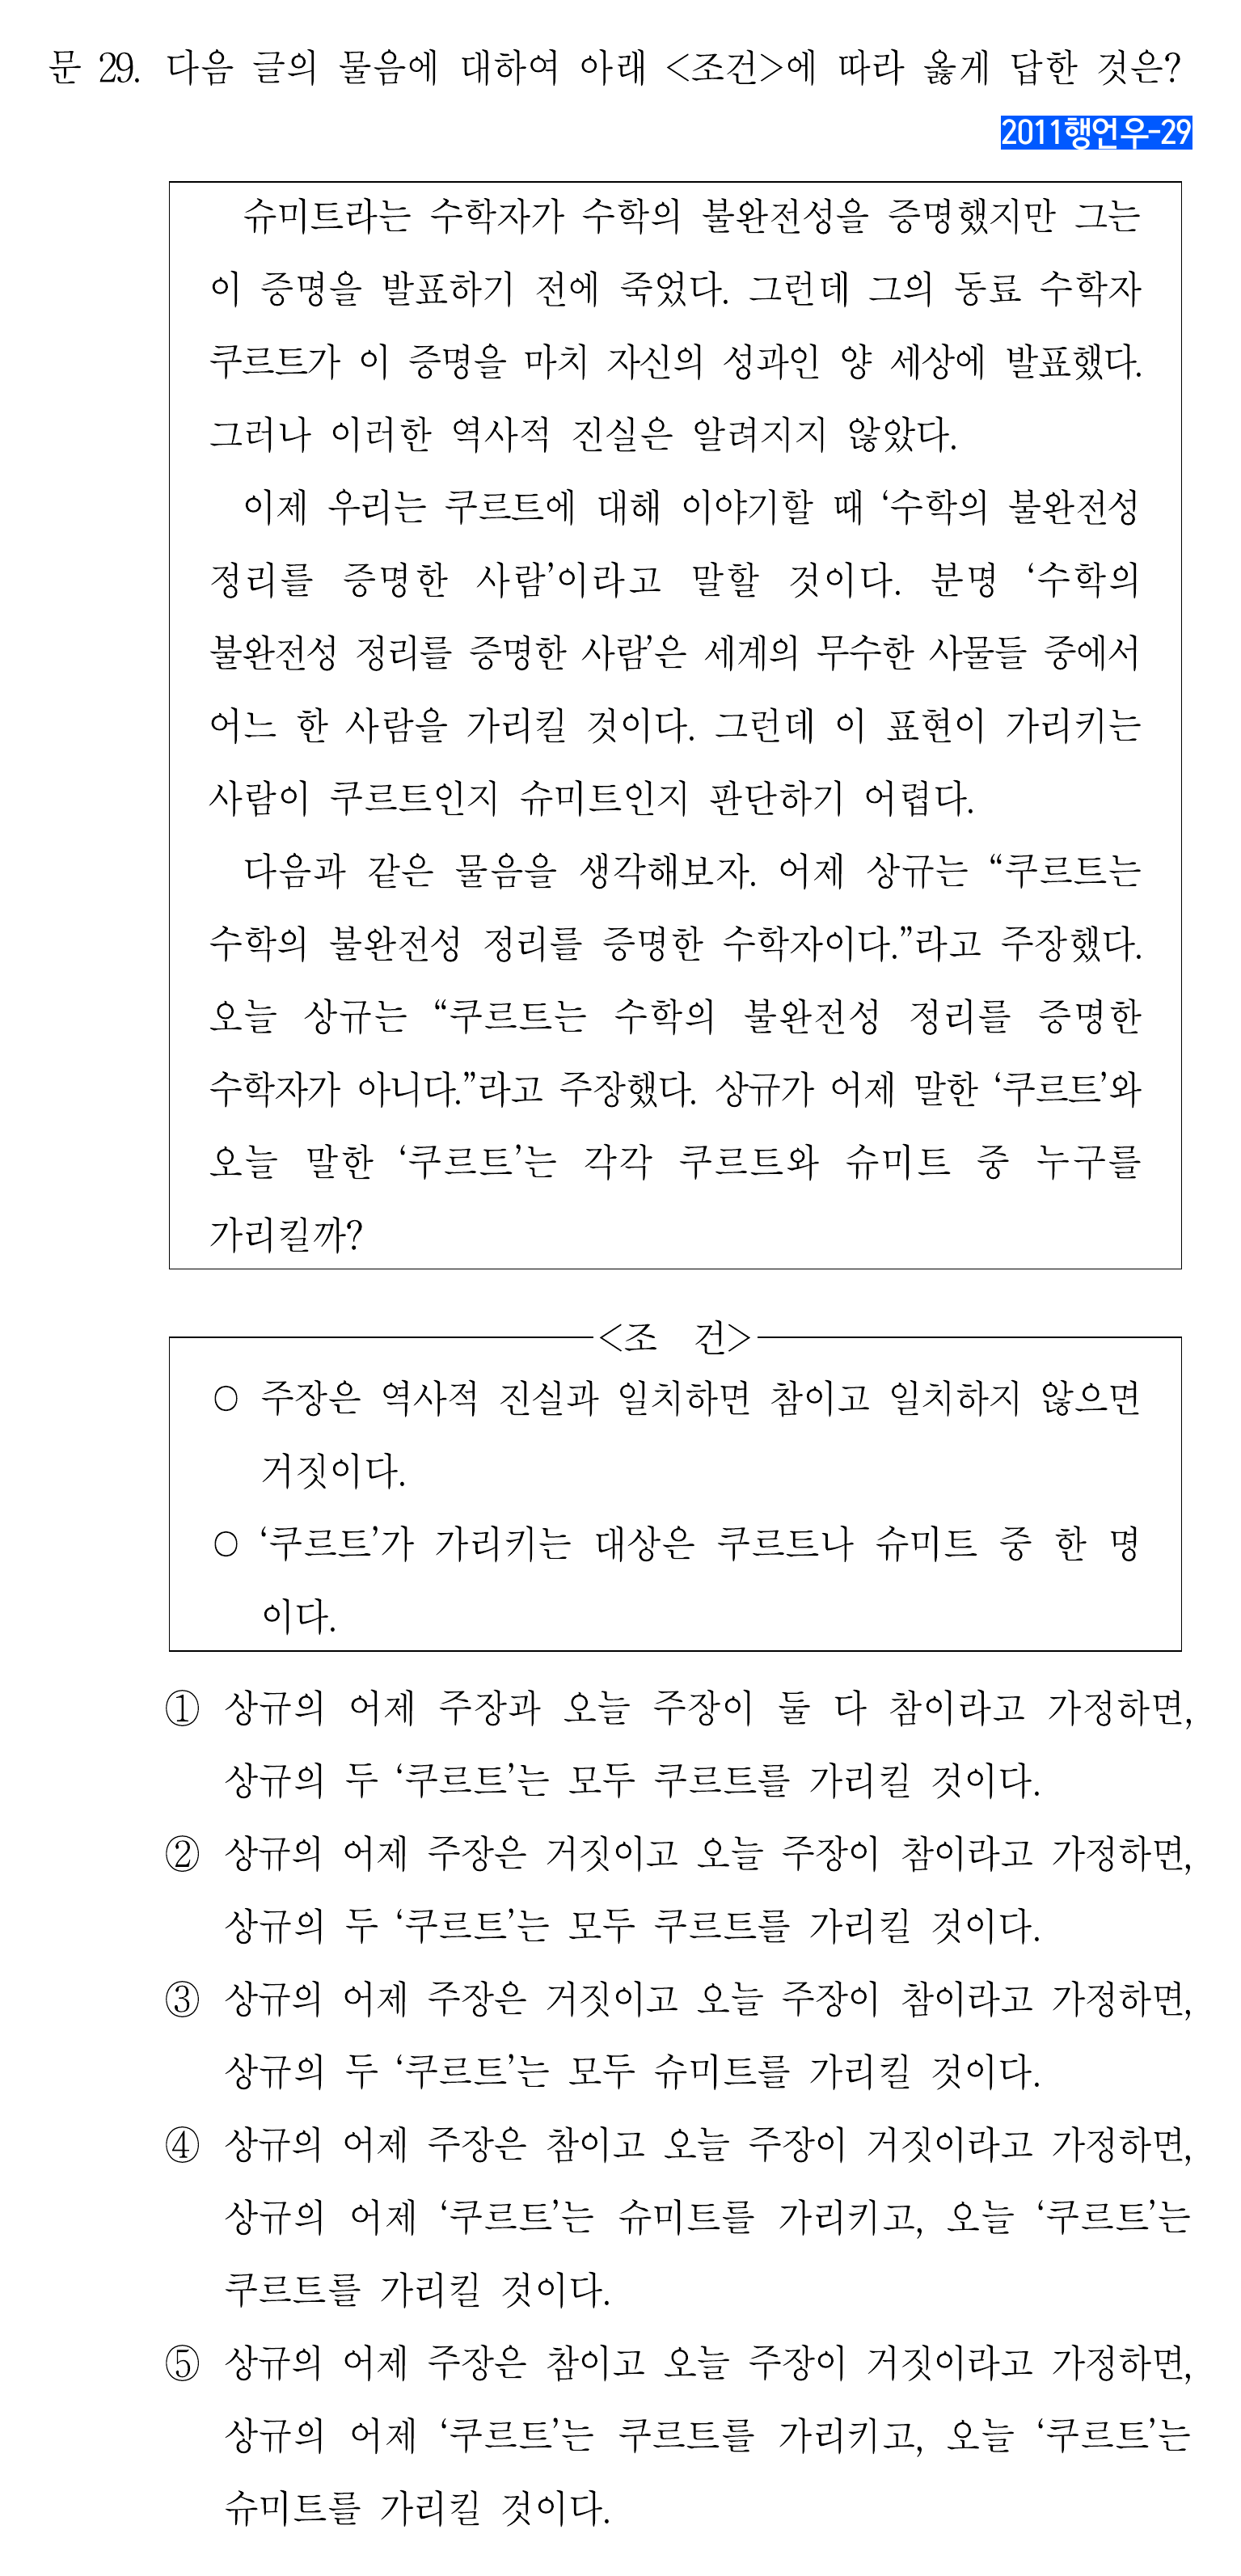 문 29. 다음 글의 물음에 대하여 아래 <조건>에 따라 옳게 답한 것은?
2011행언우-29
슈미트라는 수학자가 수학의 불완전성을 증명했지만 그는
이 증명을 발표하기 전에 죽었다. 그런데 그의 동료 수학자
쿠르트가 이 증명을 마치 자신의 성과인 양 세상에 발표했다.
그러나 이러한 역사적 진실은 알려지지 않았다.
이제 우리는 쿠르트에 대해 이야기할 때 ‘수학의 불완전성
정리를 증명한 사람’이라고 말할 것이다. 분명 ‘수학의
불완전성 정리를 증명한 사람’은 세계의 무수한 사물들 중에서
어느 한 사람을 가리킬 것이다. 그런데 이 표현이 가리키는
사람이 쿠르트인지 슈미트인지 판단하기 어렵다.
다음과 같은 물음을 생각해보자. 어제 상규는 “쿠르트는
수학의 불완전성 정리를 증명한 수학자이다.”라고 주장했다.
오늘 상규는 “쿠르트는 수학의 불완전성 정리를 증명한
수학자가 아니다.”라고 주장했다. 상규가 어제 말한 ‘쿠르트’와
오늘 말한 ‘쿠르트’는 각각 쿠르트와 슈미트 중 누구를
가리킬까?
<조 건>
○ 주장은 역사적 진실과 일치하면 참이고 일치하지 않으면
거짓이다.
○ ‘쿠르트’가 가리키는 대상은 쿠르트나 슈미트 중 한 명
이다.
① 상규의 어제 주장과 오늘 주장이 둘 다 참이라고 가정하면,
상규의 두 ‘쿠르트’는 모두 쿠르트를 가리킬 것이다.
② 상규의 어제 주장은 거짓이고 오늘 주장이 참이라고 가정하면,
상규의 두 ‘쿠르트’는 모두 쿠르트를 가리킬 것이다.
③ 상규의 어제 주장은 거짓이고 오늘 주장이 참이라고 가정하면,
상규의 두 ‘쿠르트’는 모두 슈미트를 가리킬 것이다.
④ 상규의 어제 주장은 참이고 오늘 주장이 거짓이라고 가정하면,
상규의 어제 ‘쿠르트’는 슈미트를 가리키고, 오늘 ‘쿠르트’는
쿠르트를 가리킬 것이다.
⑤ 상규의 어제 주장은 참이고 오늘 주장이 거짓이라고 가정하면,
상규의 어제 ‘쿠르트’는 쿠르트를 가리키고, 오늘 ‘쿠르트’는
슈미트를 가리킬 것이다.